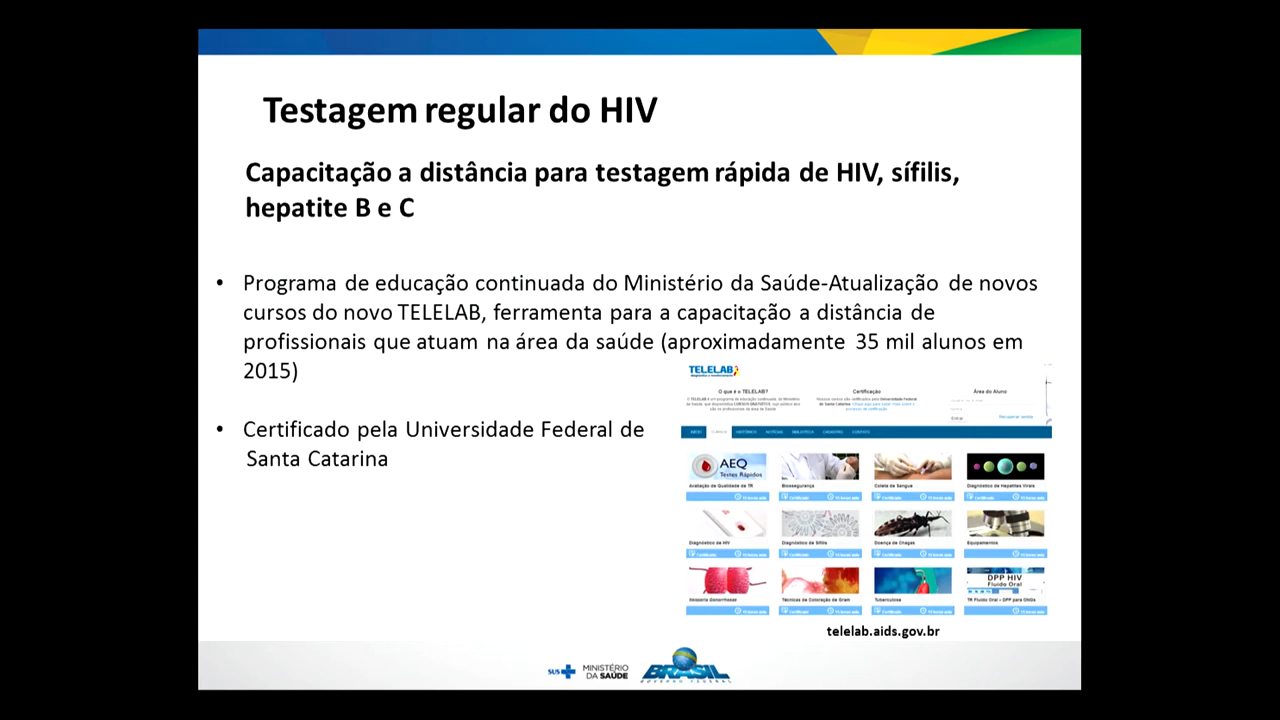 Testagem regular do HIV
Capacitação a distância para testagem rápida de HIV, sífilis,
hepatite B e C
• Programa de educação continuada do Ministério da Saúde-Atualização de novos
cursos do novo TELELAB, ferramenta para a capacitação a distância de
profissionais que atuam na área da saúde (aproximadamente 35 mil alunos em
2015)
• Certificado pela Universidade Federal de
Santa Catarina
TELELAB
O que é o TELELAB?
Certificação
Área do Aluno
Entrar
INÍCIO CURSOS HISTÓRICO NOTÍCIAS BIBLIOTECA CADASTRO CONTATO
AEQ
Testes Rápidos
Avaliação de Qualidade de TR
Biossegurança
Coleta de Sangue
Diagnóstico de Hepatites Virais
Diagnóstico de HIV
Diagnóstico de Sífilis
Doença de Chagas
Equipamentos
DPP HIV
Fluido Oral
Neisseria Gonorrhoeae
Técnicas de Coloração de Gram
Tuberculose
TR Fluido Oral - DPP para ONGs
telelab.aids.gov.br
SUS
MINISTÉRIO
DA SAÚDE
BRASIL
GOVERNO FEDERAL